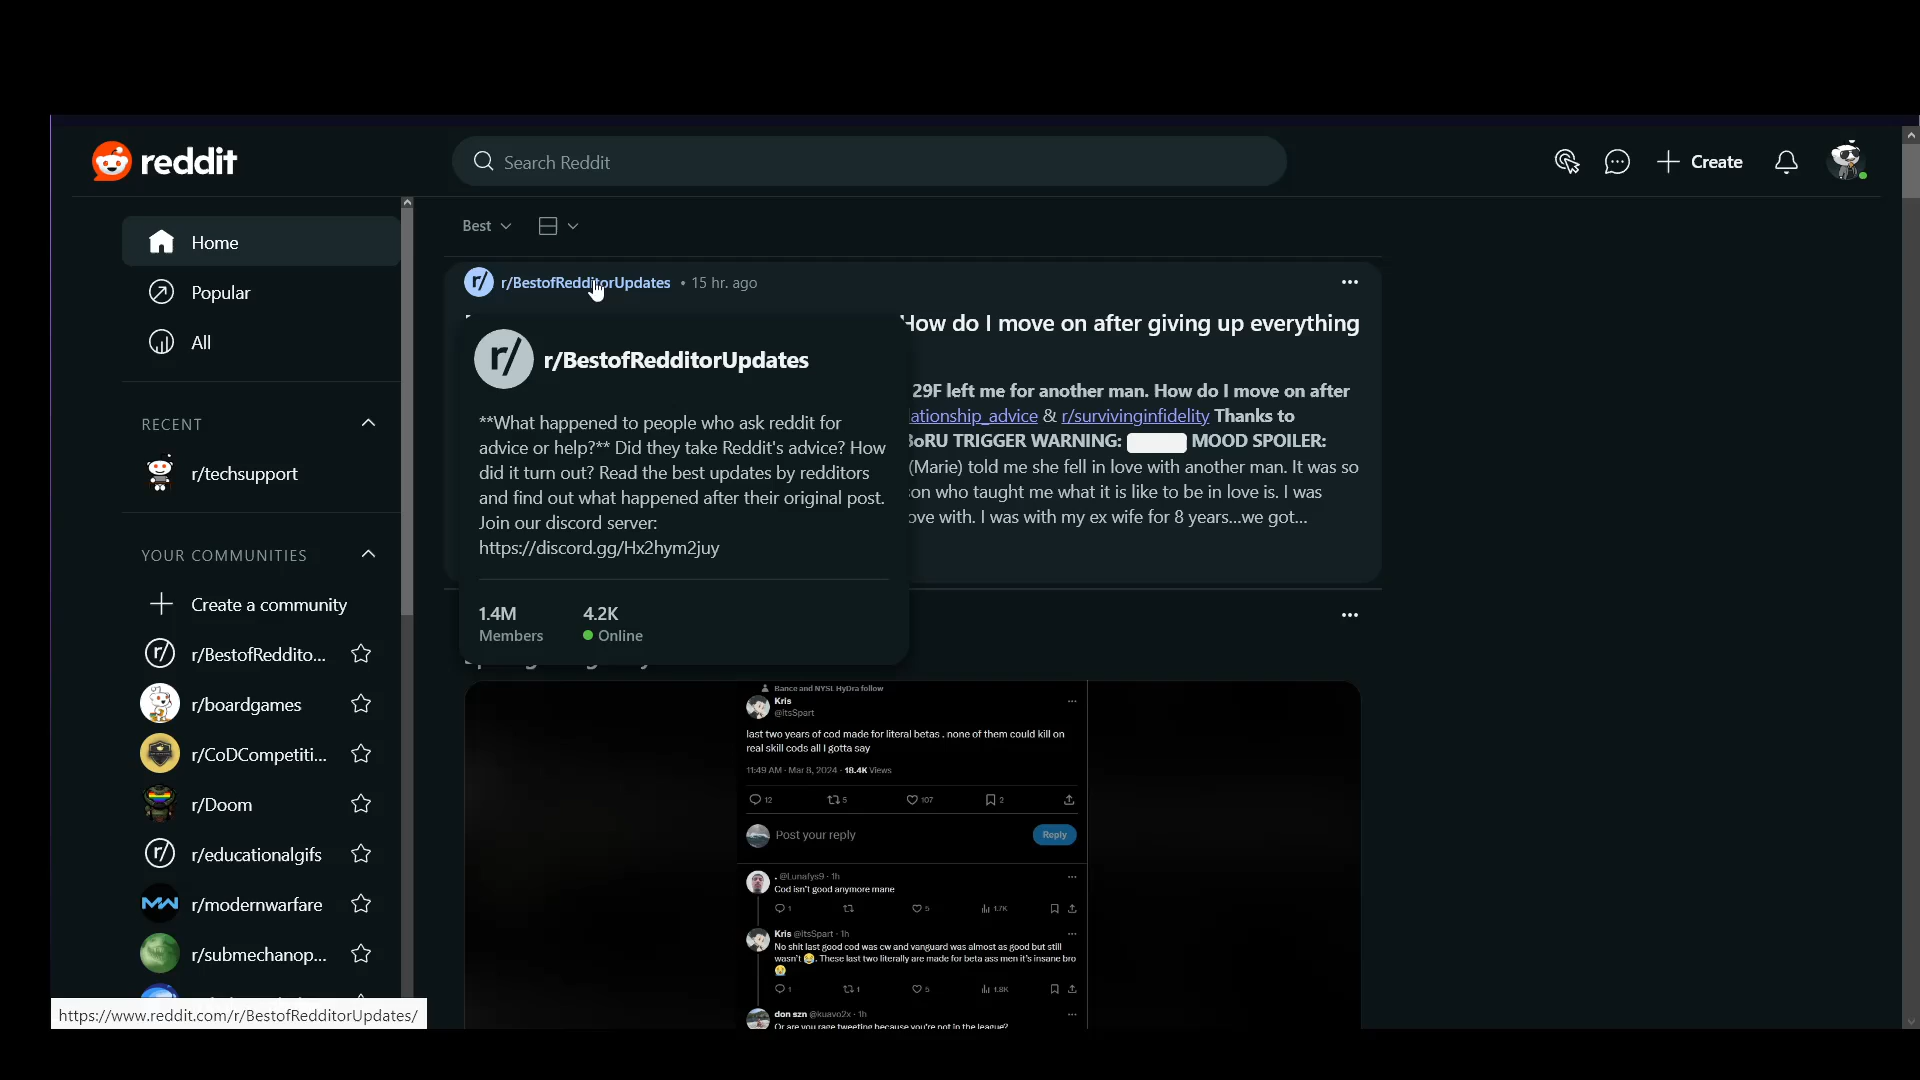 reddit
Search Reddit
Create
Home
Popular
All
RECENT
r/techsupport
YOUR COMMUNITIES
Create a community
r/BestofReddito...
r/boardgames
r/CoDCompetiti...
r/Doom
r/educationalgifs
r/modernwarfare
r/submechanop...
https://www.reddit.com/r/BestofRedditorUpdates/
Best
r/ r/BestofRedditorUpdates • 15 hr. ago
How do I move on after giving up everything
29F left me for another man. How do I move on after
lationship_advice & r/survivinginfidelity Thanks to
BoRU TRIGGER WARNING: MOOD SPOILER:
(Marie) told me she fell in love with another man. It was so
on who taught me what it is like to be in love is. I was
ove with. I was with my ex wife for 8 years...we got...
r/ r/BestofRedditorUpdates
**What happened to people who ask reddit for
advice or help?** Did they take Reddit's advice? How
did it turn out? Read the best updates by redditors
and find out what happened after their original post.
Join our discord server:
https://discord.gg/Hx2hym2juy
1.4M 4.2K
Members Online
Bance and NYSL HyDra follow
Kris
@ItsSpart
last two years of cod made for literal betas . none of them could kill on
real skill cods all I gotta say
11:49 AM · Mar 8, 2024 · 18.4K Views
12 5 107 2
Post your reply Reply
. @Lunafys9 · 1h
Cod isn't good anymore mane
1 5 1.7K
Kris @ItsSpart · 1h
No shit last good cod was cw and vanguard was almost as good but still
wasn't 😂. These last two literally are made for beta ass men it's insane bro
😂
1 1 5 1.8K
don szn @kuavo2x · 1h
Or are you rage tweeting because you're not in the league?